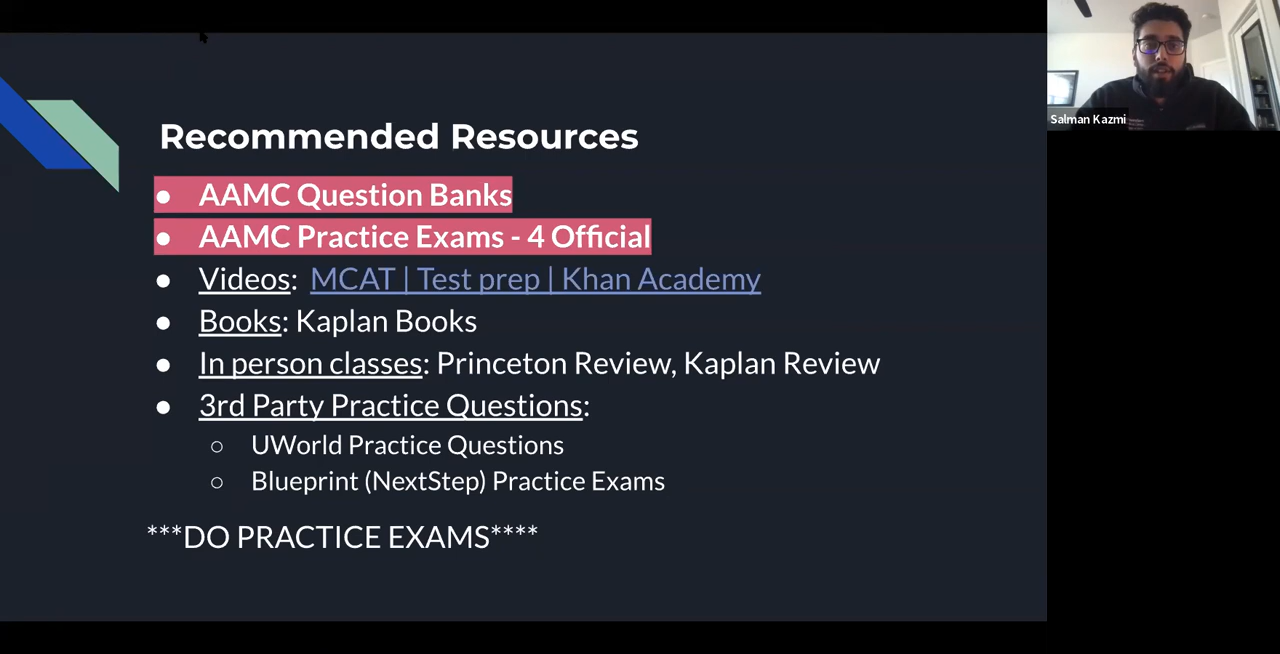 Recommended Resources
● AAMC Question Banks
● AAMC Practice Exams - 4 Official
● Videos: MCAT | Test prep | Khan Academy
● Books: Kaplan Books
● In person classes: Princeton Review, Kaplan Review
● 3rd Party Practice Questions:
○ UWorld Practice Questions
○ Blueprint (NextStep) Practice Exams
***DO PRACTICE EXAMS****
Salman Kazmi